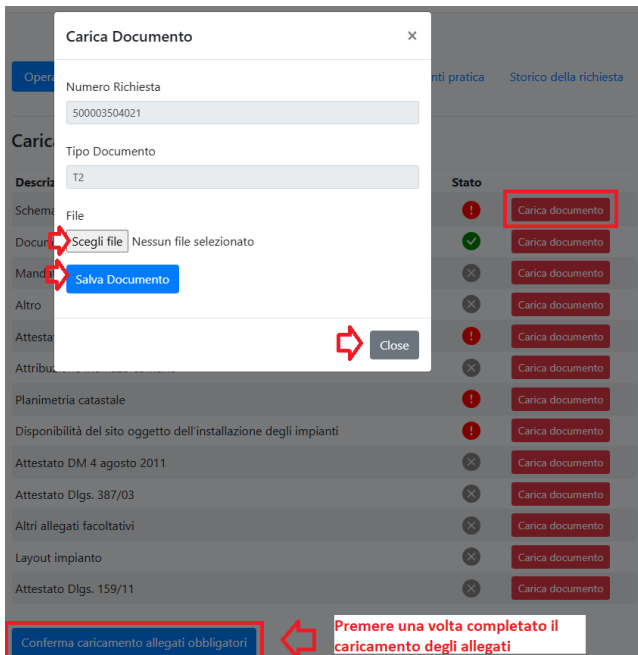 Carica Documento ×
Opera
nti pratica Storico della richiesta
Numero Richiesta
500003504021
Caric
Tipo Documento
T2
Descriz Stato
Schema Carica documento
File
Docum Scegli file Nessun file selezionato Carica documento
Manda Salva Documento Carica documento
Altro Carica documento
Attesta Close Carica documento
Carica documento
Planimetria catastale Carica documento
Disponibilità del sito oggetto dell'installazione degli impianti Carica documento
Attestato DM 4 agosto 2011 Carica documento
Attestato Dlgs. 387/03 Carica documento
Altri allegati facoltativi Carica documento
Layout impianto Carica documento
Attestato Dlgs. 159/11 Carica documento
Premere una volta completato il
Conferma caricamento allegati obbligatori caricamento degli allegati